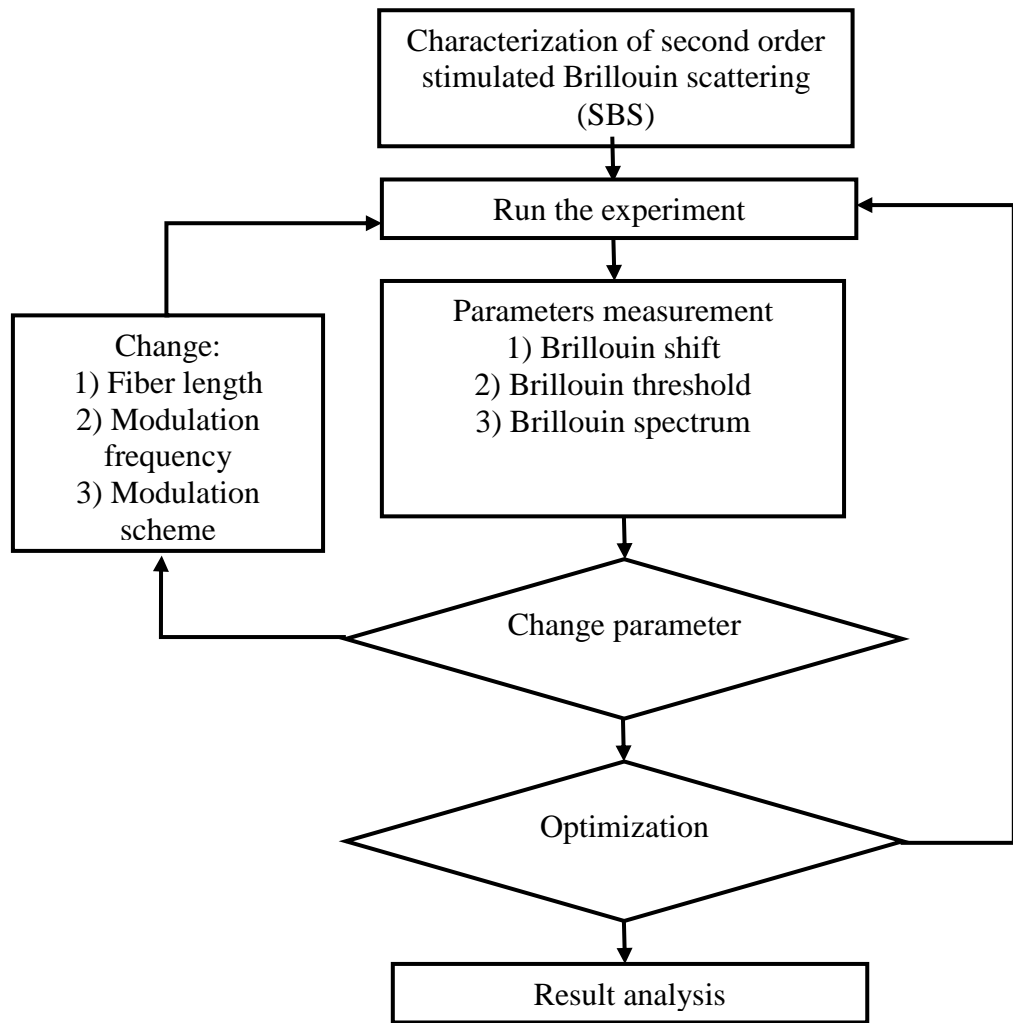 Characterization of second order
stimulated Brillouin scattering
(SBS)
Run the experiment
Parameters measurement
1) Brillouin shift
2) Brillouin threshold
3) Brillouin spectrum
Change:
1) Fiber length
2) Modulation
frequency
3) Modulation
scheme
Change parameter
Optimization
Result analysis